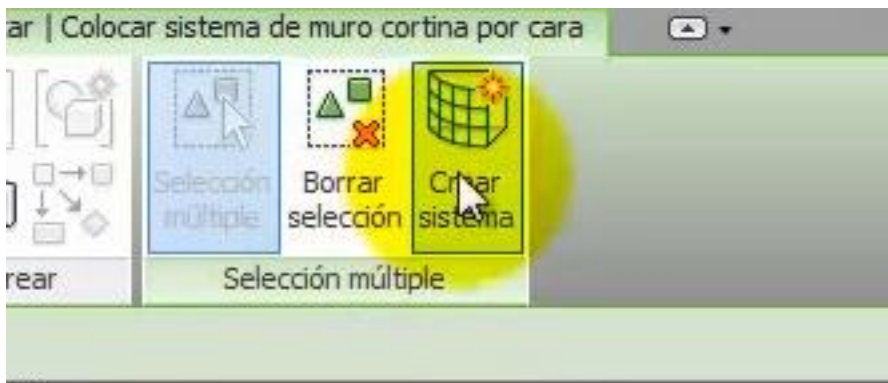 ar | Colocar sistema de muro cortina por cara
Selección
múltiple
Borrar
selección
Crear
sistema
rear
Selección múltiple